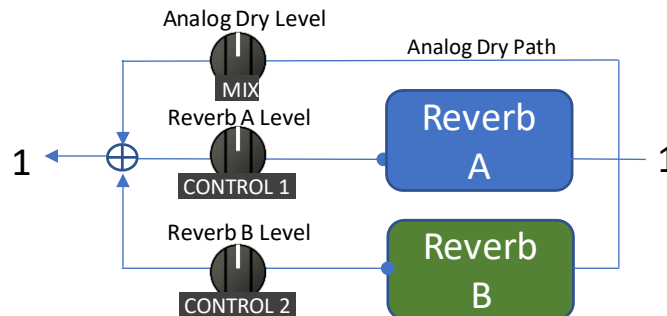 Analog Dry Level
Analog Dry Path
MIX
Reverb A Level
Reverb
A
1
1
CONTROL 1
Reverb B Level
Reverb
B
CONTROL 2